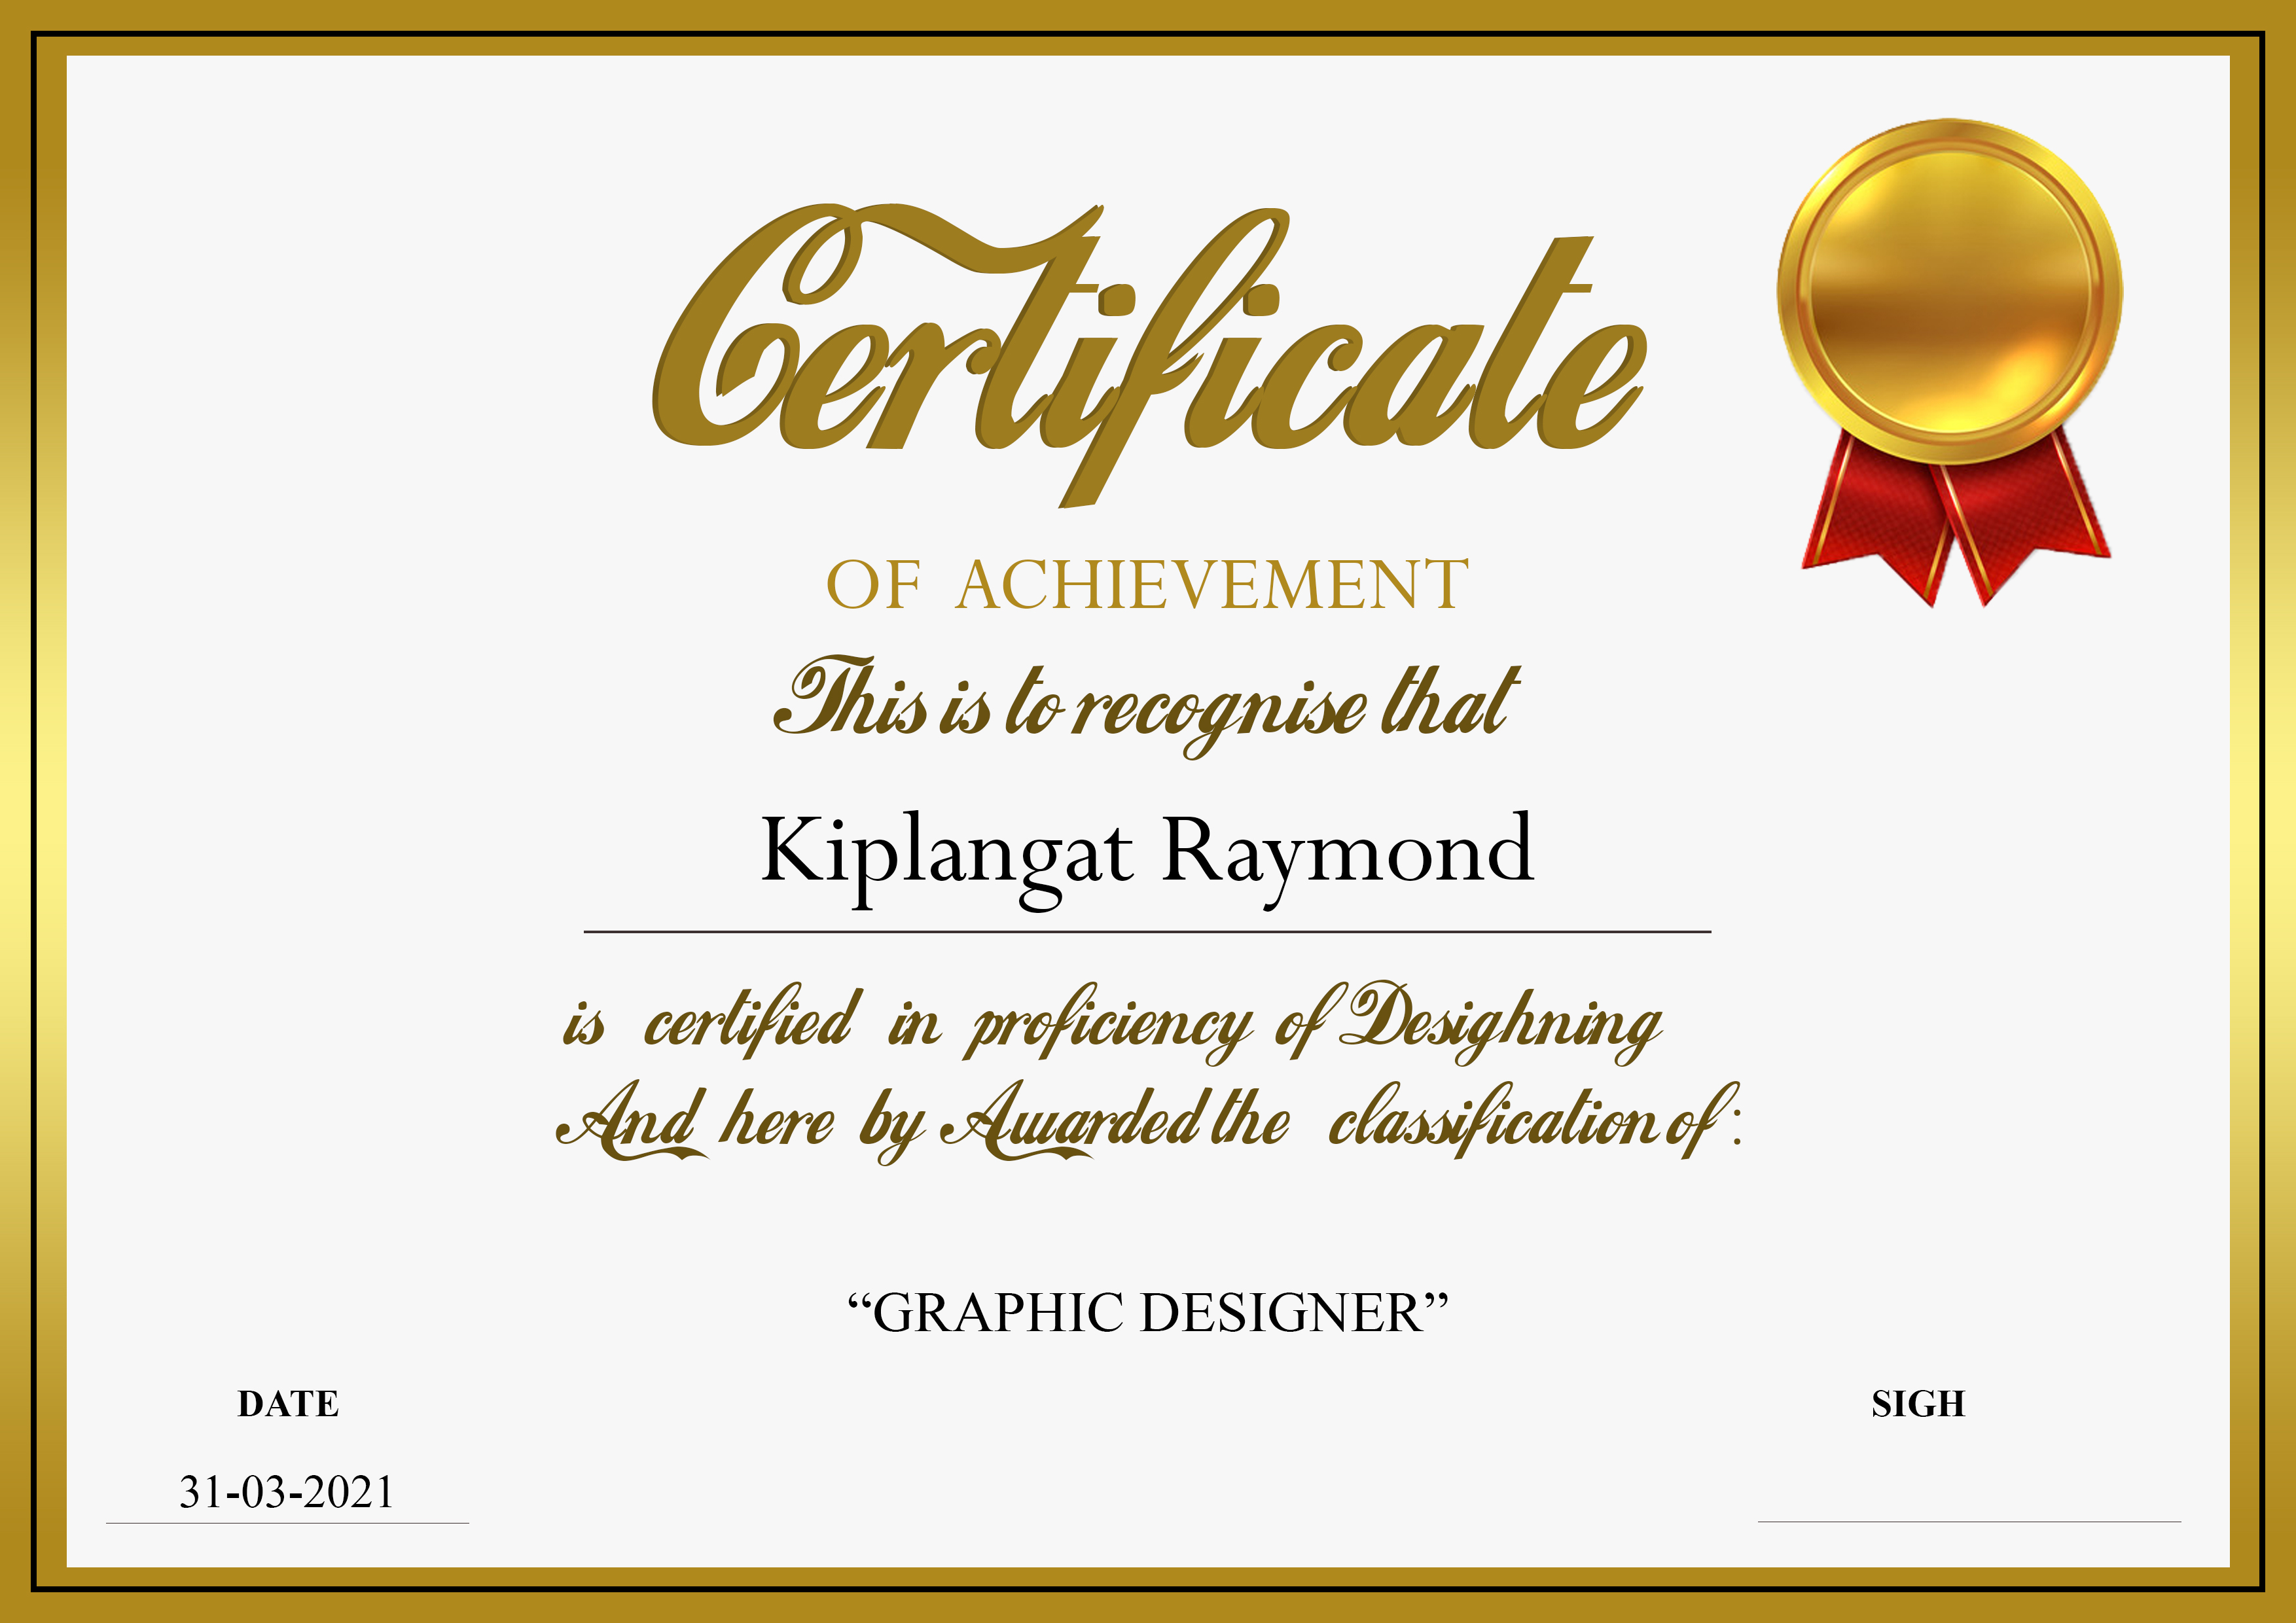 Certificate
OF ACHIEVEMENT
This is to recognise that
Kiplangat Raymond
is certified in proficiency of Desighning
And here by Awarded the classification of :
“GRAPHIC DESIGNER”
DATE
SIGH
31-03-2021